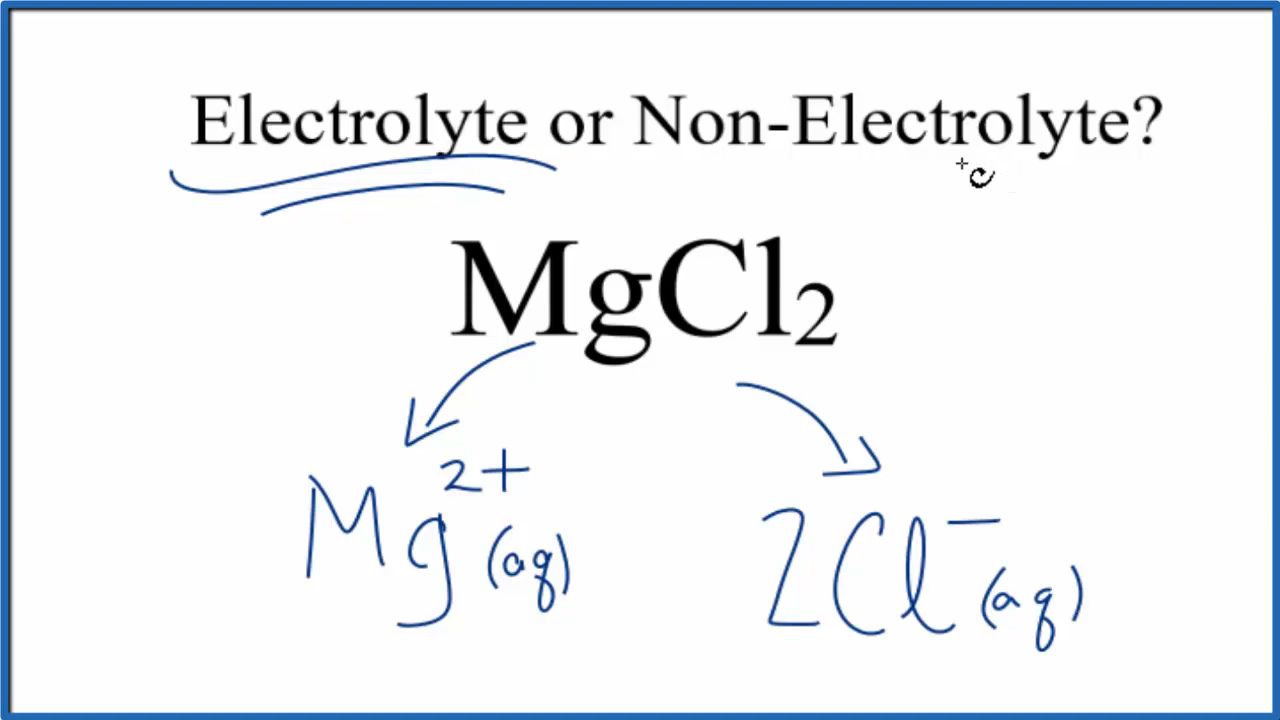 Electrolyte or Non-Electrolyte?
MgCl₂
Mg²⁺(aq) 2Cl⁻(aq)